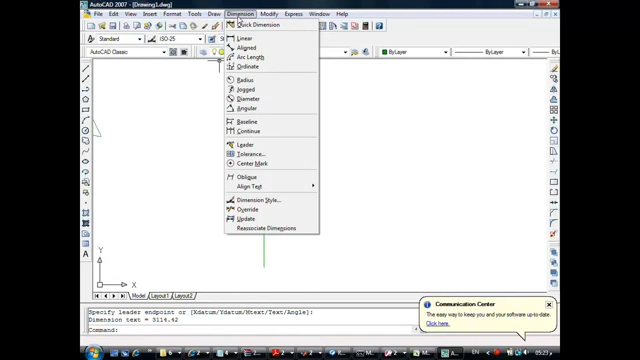 AutoCAD 2007 - [Drawing1.dwg]
File Edit View Insert Format Tools Draw Dimension Modify Express Window Help
Standard ISO-25
AutoCAD Classic ByLayer ByLayer
Quick Dimension
Linear
Aligned
Arc Length
Ordinate
Radius
Jogged
Diameter
Angular
Baseline
Continue
Leader
Tolerance...
Center Mark
Oblique
Align Text
Dimension Style...
Override
Update
Reassociate Dimensions
Y
X
Model Layout1 Layout2
Communication Center
The easy way to keep you and your software up-to-date.
Click here.
Specify leader endpoint or [Xdatum/Ydatum/Mtext/Text/Angle]:
Dimension text = 3114.42
Command:
05:23